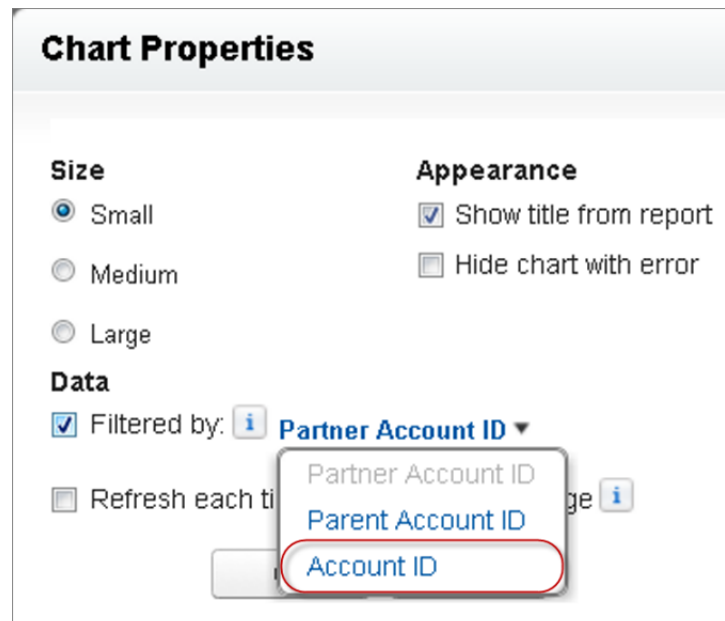 Chart Properties
Size
Small
Medium
Large
Appearance
Show title from report
Hide chart with error
Data
Filtered by: i Partner Account ID
Partner Account ID
Parent Account ID
Account ID
Refresh each ti ge i